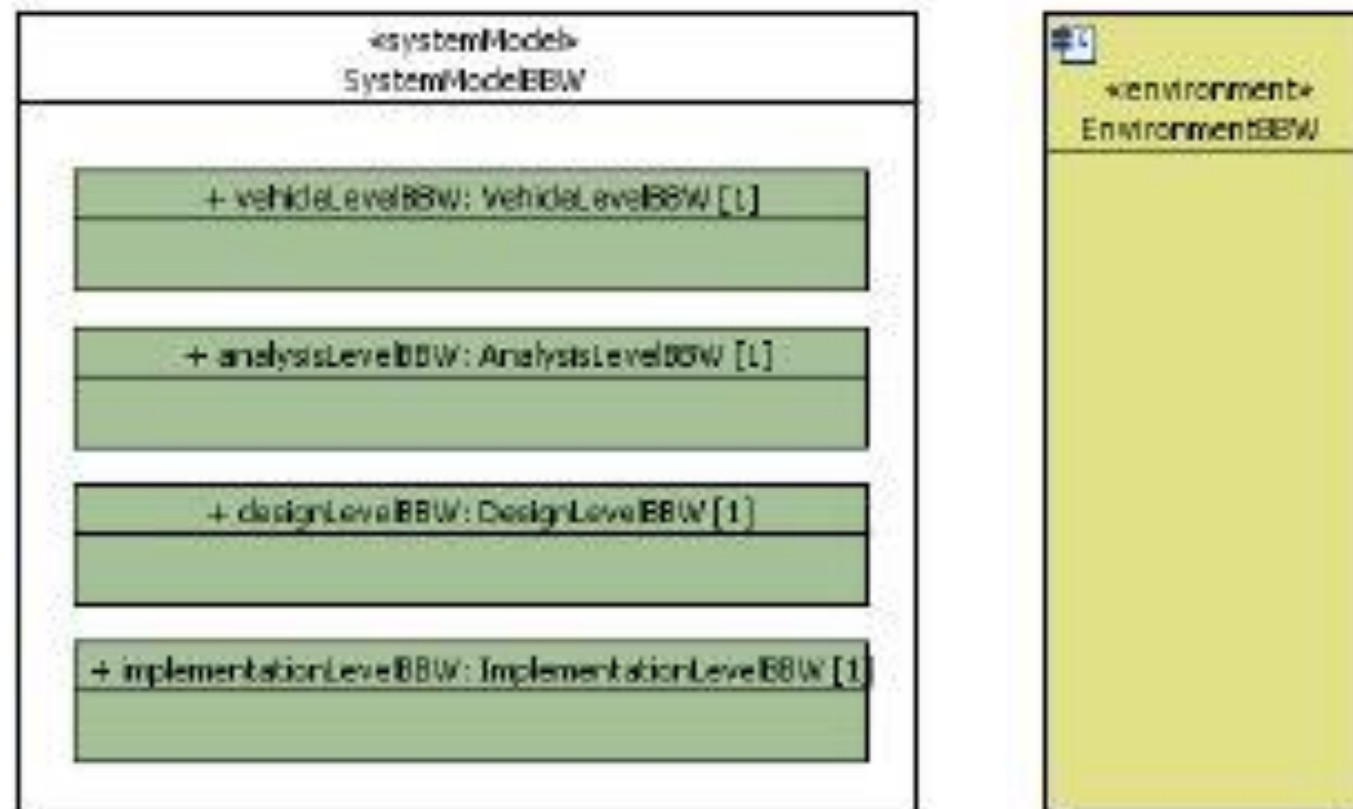 «systemModel»
SystemModelBBW
+ vehicleLevelBBW: VehicleLevelBBW [1]
+ analysisLevelBBW: AnalysisLevelBBW [1]
+ designLevelBBW: DesignLevelBBW [1]
+ implementationLevelBBW: ImplementationLevelBBW [1]
«environment»
EnvironmentBBW